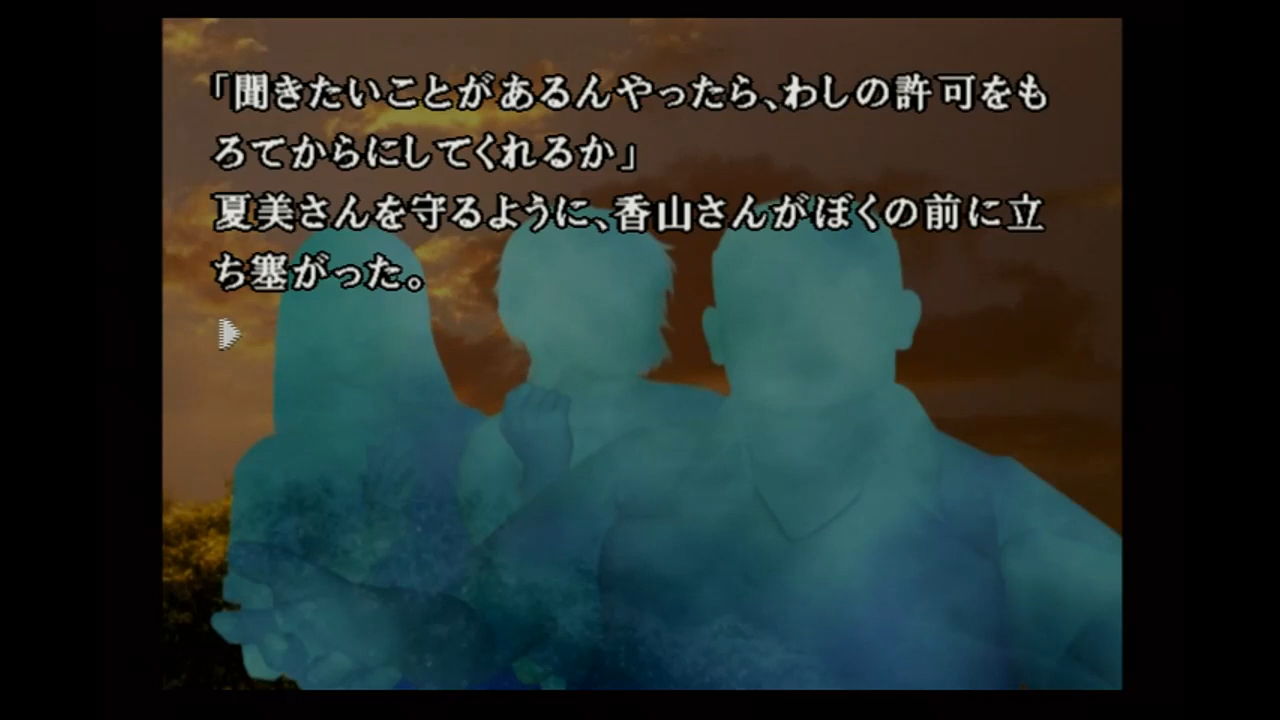 「聞きたいことがあるんやったら、わしの許可をも
ろてからにしてくれるか」
夏美さんを守るように、香山さんがぼくの前に立
ち塞がった。